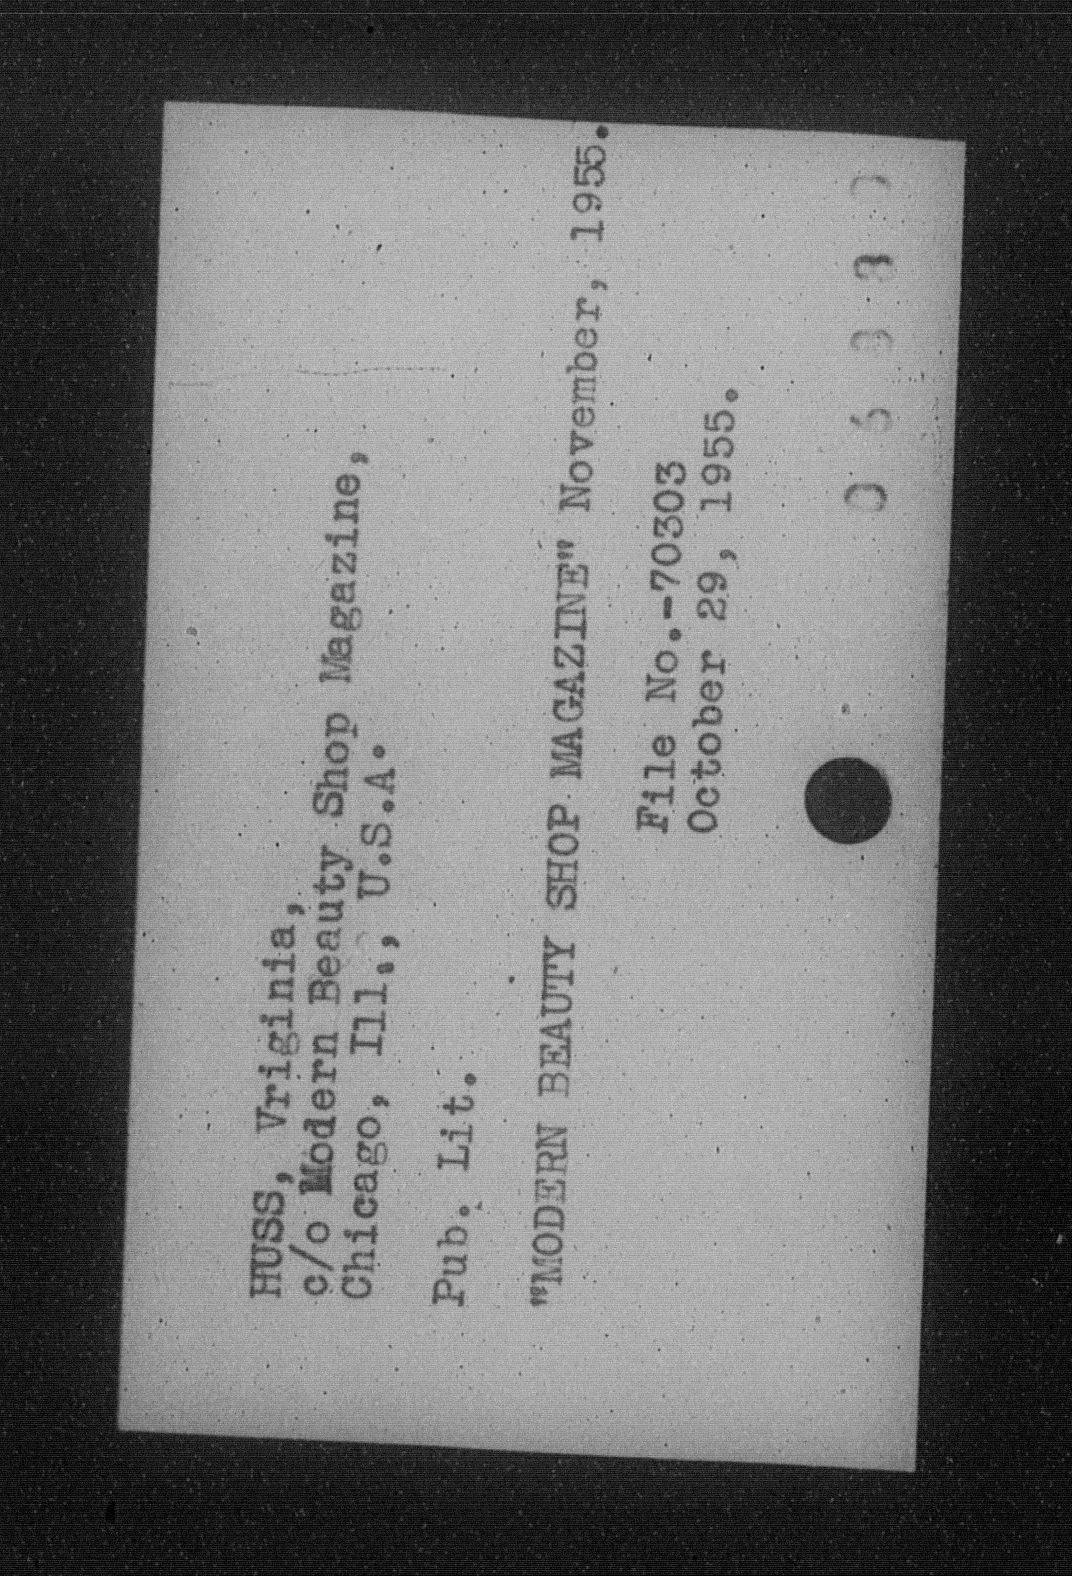 HUSS, Vriginia,
c/o Modern Beauty Shop Magazine,
Chicago, Ill., U.S.A.
Pub. Lit.
"MODERN BEAUTY SHOP MAGAZINE" November, 1955.
File No.-70303
October 29, 1955.